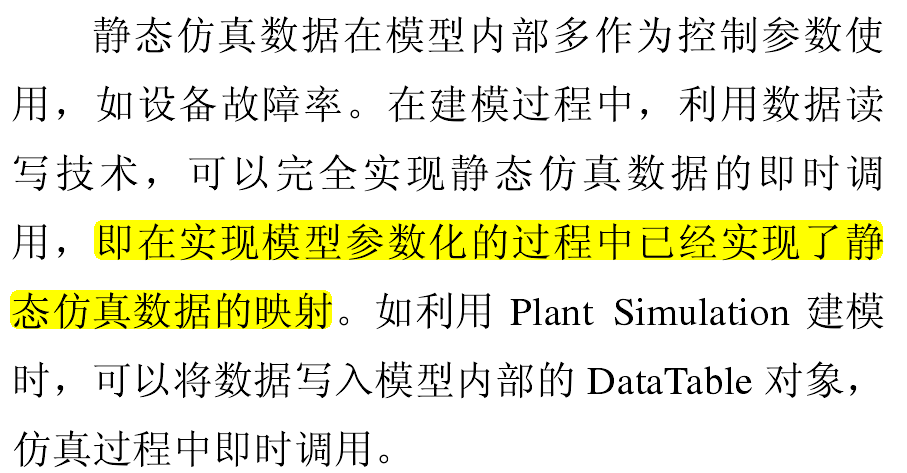 静态仿真数据在模型内部多作为控制参数使
用，如设备故障率。在建模过程中，利用数据读
写技术，可以完全实现静态仿真数据的即时调
用，即在实现模型参数化的过程中已经实现了静
态仿真数据的映射。如利用 Plant Simulation 建模
时，可以将数据写入模型内部的 DataTable 对象，
仿真过程中即时调用。